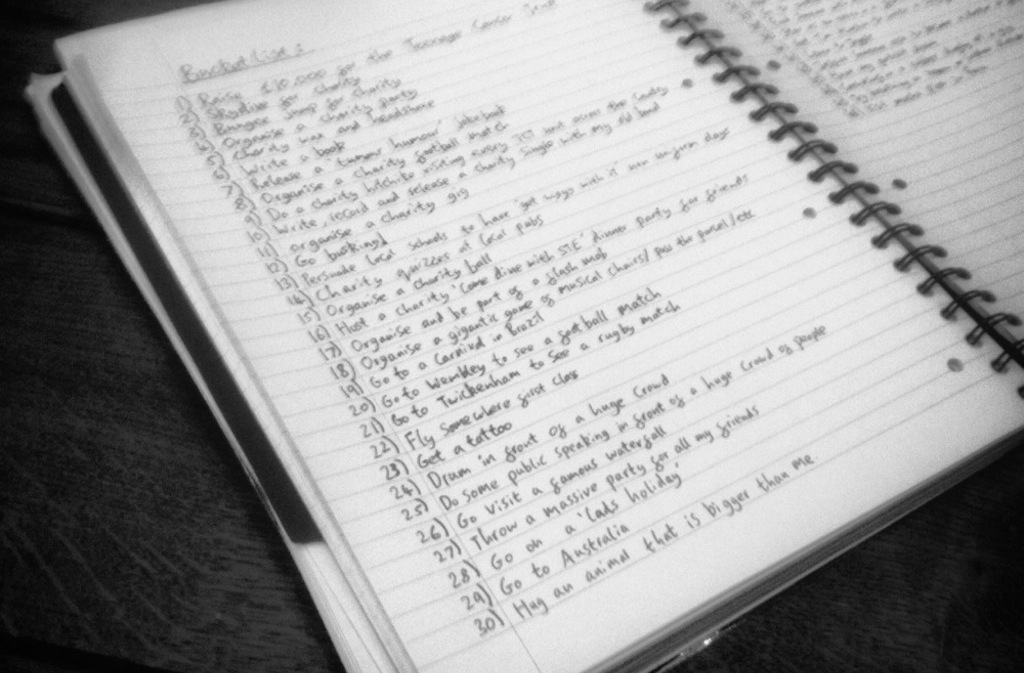 Bucket List:
1) Raise £10,000 for the Teenage Cancer Trust
2) Skydive for charity
3) Bungee jump for charity
4) Organise a charity party
5) Charity wax and headshave
6) Write a book
7) Release a 'tumour humour' jokebook
8) Organise a charity football match
9) Do a charity hitchhike visiting every TCT unit across the country
10) Write, record and release a charity single with my old band
11) Organise a charity gig
12) Go busking!
13) Persuade local schools to have 'get wiggy with it' non uniform days
14) Charity quizzes at local pubs
15) Organise a charity ball
16) Host a charity 'come dine with STE' dinner party for friends
17) Organise and be part of a flash mob
18) Organise a gigantic game of musical chairs/pass the parcel/etc
19) Go to a Carnival in Brazil
20) Go to Wembley to see a football match
21) Go to Twickenham to see a rugby match
22) Fly somewhere first class
23) Get a tattoo
24) Drum in front of a huge crowd
25) Do some public speaking in front of a huge crowd of people
26) Go visit a famous waterfall
27) Throw a massive party for all my friends
28) Go on a 'lads holiday'
29) Go to Australia
30) Hug an animal that is bigger than me.